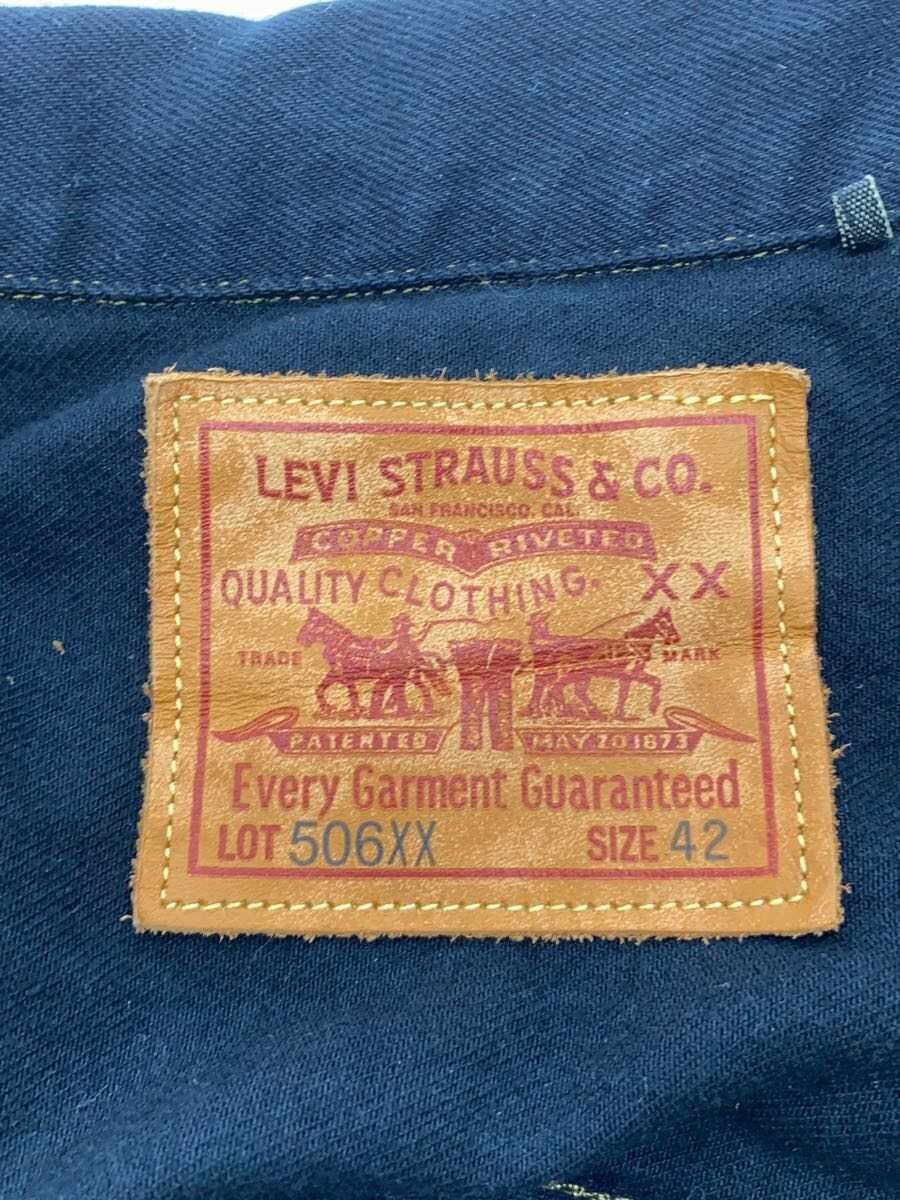 LEVI STRAUSS & CO.
SAN FRANCISCO, CAL.
COPPER RIVETED
QUALITY CLOTHING. XX
TRADE MARK
PATENTED MAY 20 1873
Every Garment Guaranteed
LOT 506XX SIZE 42